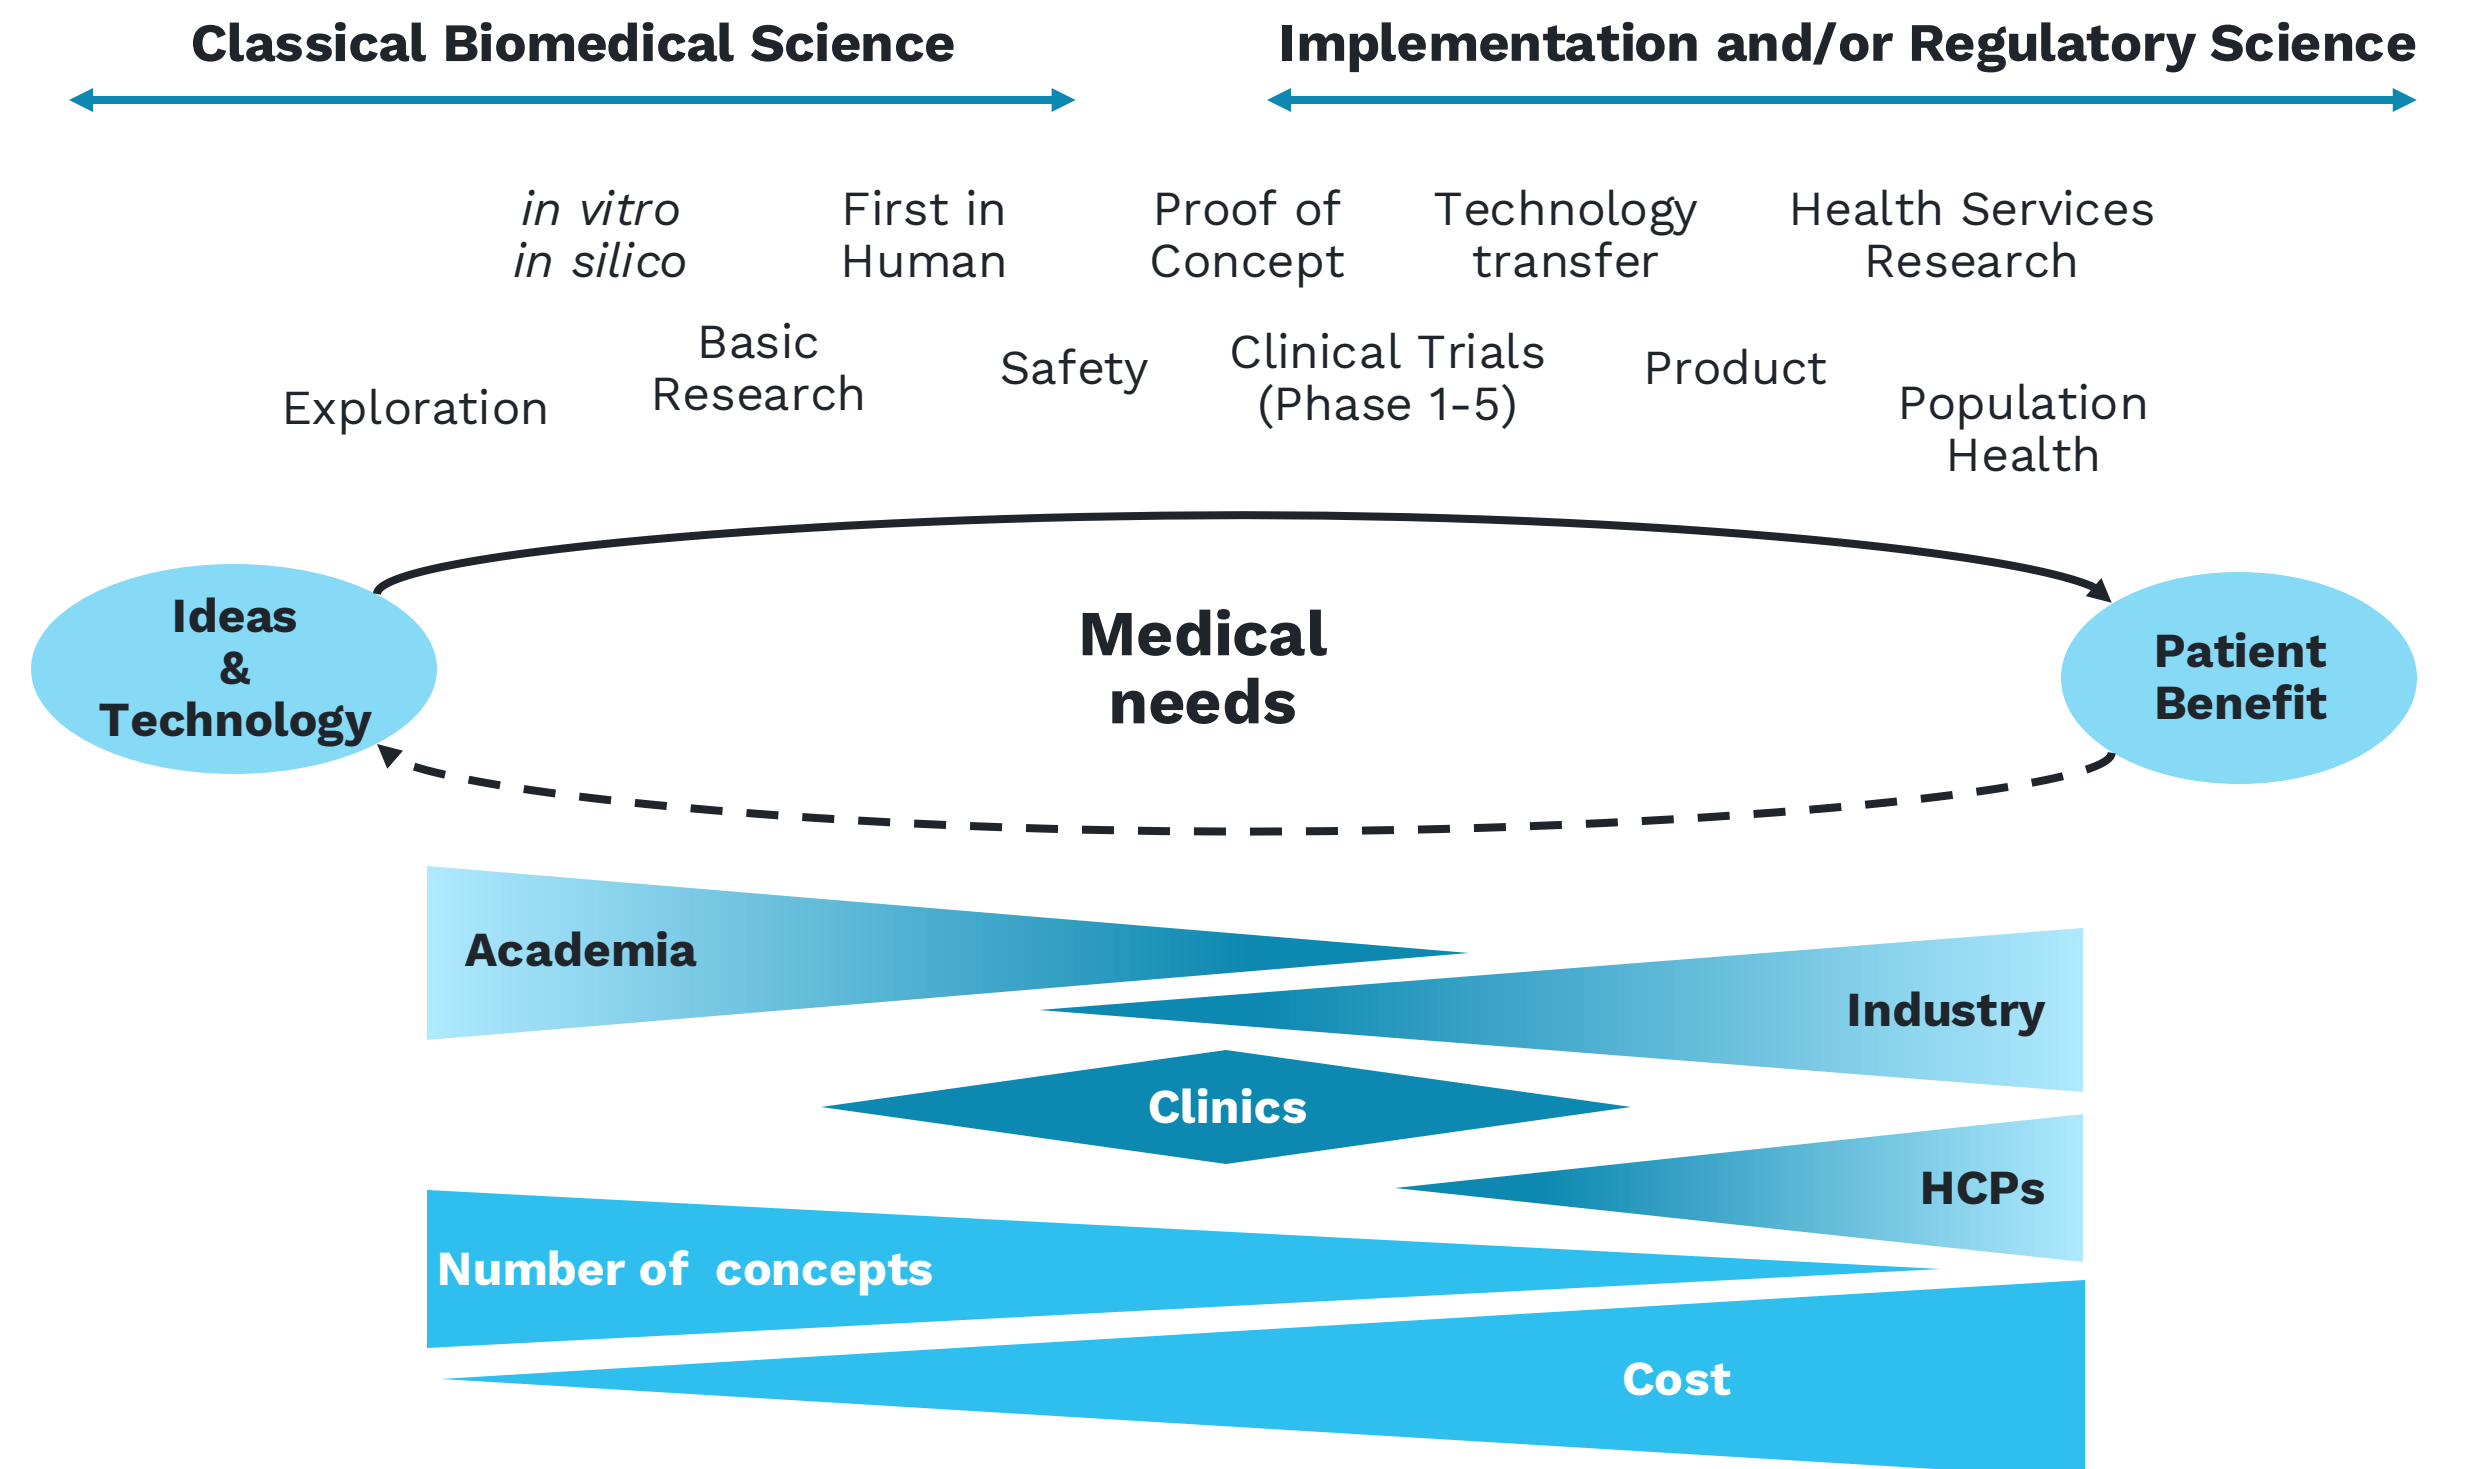 Classical Biomedical Science
Implementation and/or Regulatory Science
in vitro
in silico
First in
Human
Proof of
Concept
Technology
transfer
Health Services
Research
Exploration
Basic
Research
Safety
Clinical Trials
(Phase 1-5)
Product
Population
Health
Ideas
&
Technology
Medical
needs
Patient
Benefit
Academia
Industry
Clinics
HCPs
Number of  concepts
Cost